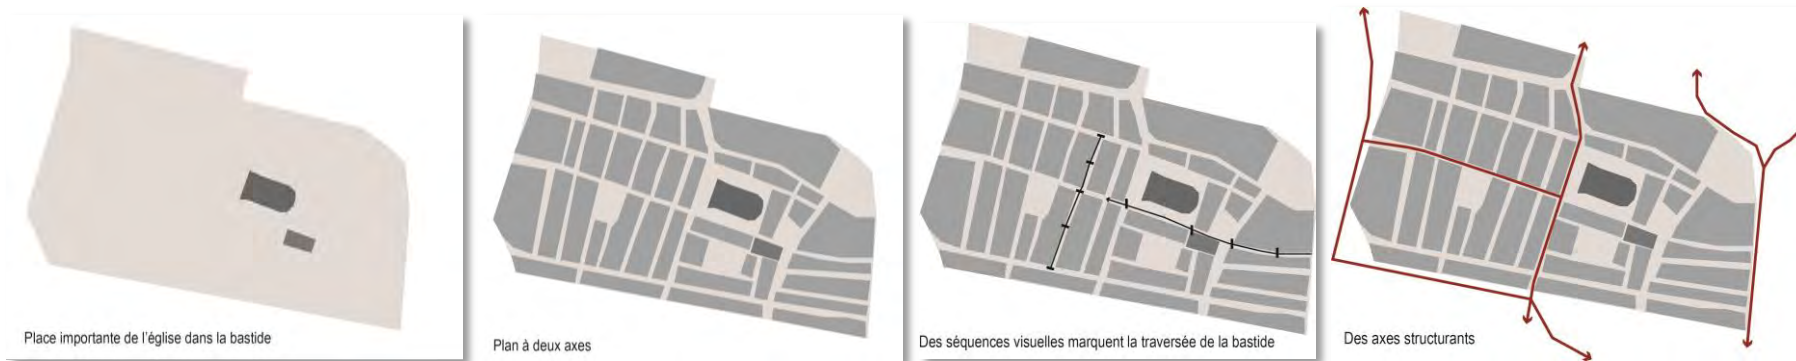 Place importante de l'église dans la bastide
Plan à deux axes
Des séquences visuelles marquent la traversée de la bastide
Des axes structurants